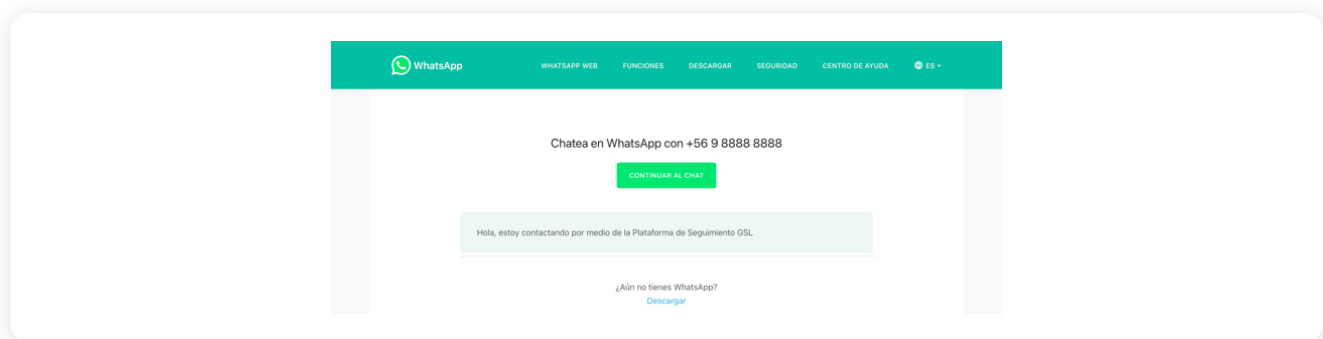 WhatsApp
WHATSAPP WEB FUNCIONES DESCARGAR SEGURIDAD CENTRO DE AYUDA ES
Chatea en WhatsApp con +56 9 8888 8888
CONTINUAR AL CHAT
Hola, estoy contactando por medio de la Plataforma de Seguimiento GSL
¿Aún no tienes WhatsApp?
Descargar